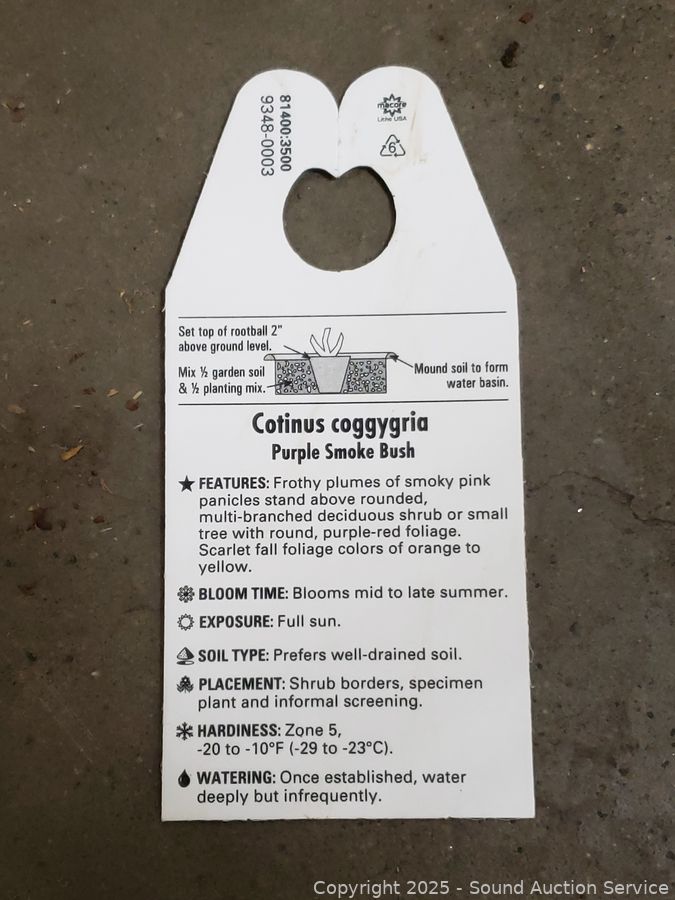 81400:3500
9348-0003
macore
Litho USA
6
Set top of rootball 2"
above ground level.
Mix ½ garden soil
& ½ planting mix.
Mound soil to form
water basin.
Cotinus coggygria
Purple Smoke Bush
FEATURES: Frothy plumes of smoky pink
panicles stand above rounded,
multi-branched deciduous shrub or small
tree with round, purple-red foliage.
Scarlet fall foliage colors of orange to
yellow.
BLOOM TIME: Blooms mid to late summer.
EXPOSURE: Full sun.
SOIL TYPE: Prefers well-drained soil.
PLACEMENT: Shrub borders, specimen
plant and informal screening.
HARDINESS: Zone 5,
-20 to -10°F (-29 to -23°C).
WATERING: Once established, water
deeply but infrequently.
Copyright 2025 - Sound Auction Service